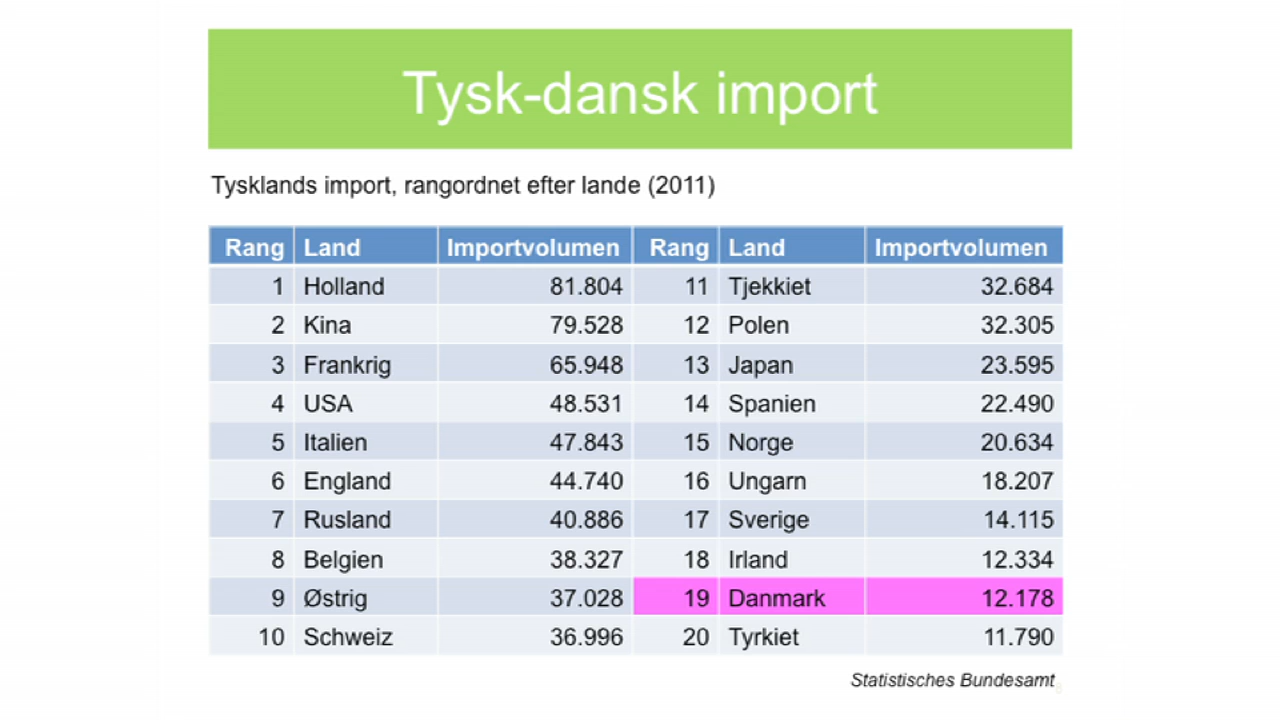 Tysk-dansk import
Tysklands import, rangordnet efter lande (2011)
Rang Land Importvolumen Rang Land Importvolumen
1 Holland 81.804 11 Tjekkiet 32.684
2 Kina 79.528 12 Polen 32.305
3 Frankrig 65.948 13 Japan 23.595
4 USA 48.531 14 Spanien 22.490
5 Italien 47.843 15 Norge 20.634
6 England 44.740 16 Ungarn 18.207
7 Rusland 40.886 17 Sverige 14.115
8 Belgien 38.327 18 Irland 12.334
9 Østrig 37.028 19 Danmark 12.178
10 Schweiz 36.996 20 Tyrkiet 11.790
Statistisches Bundesamt